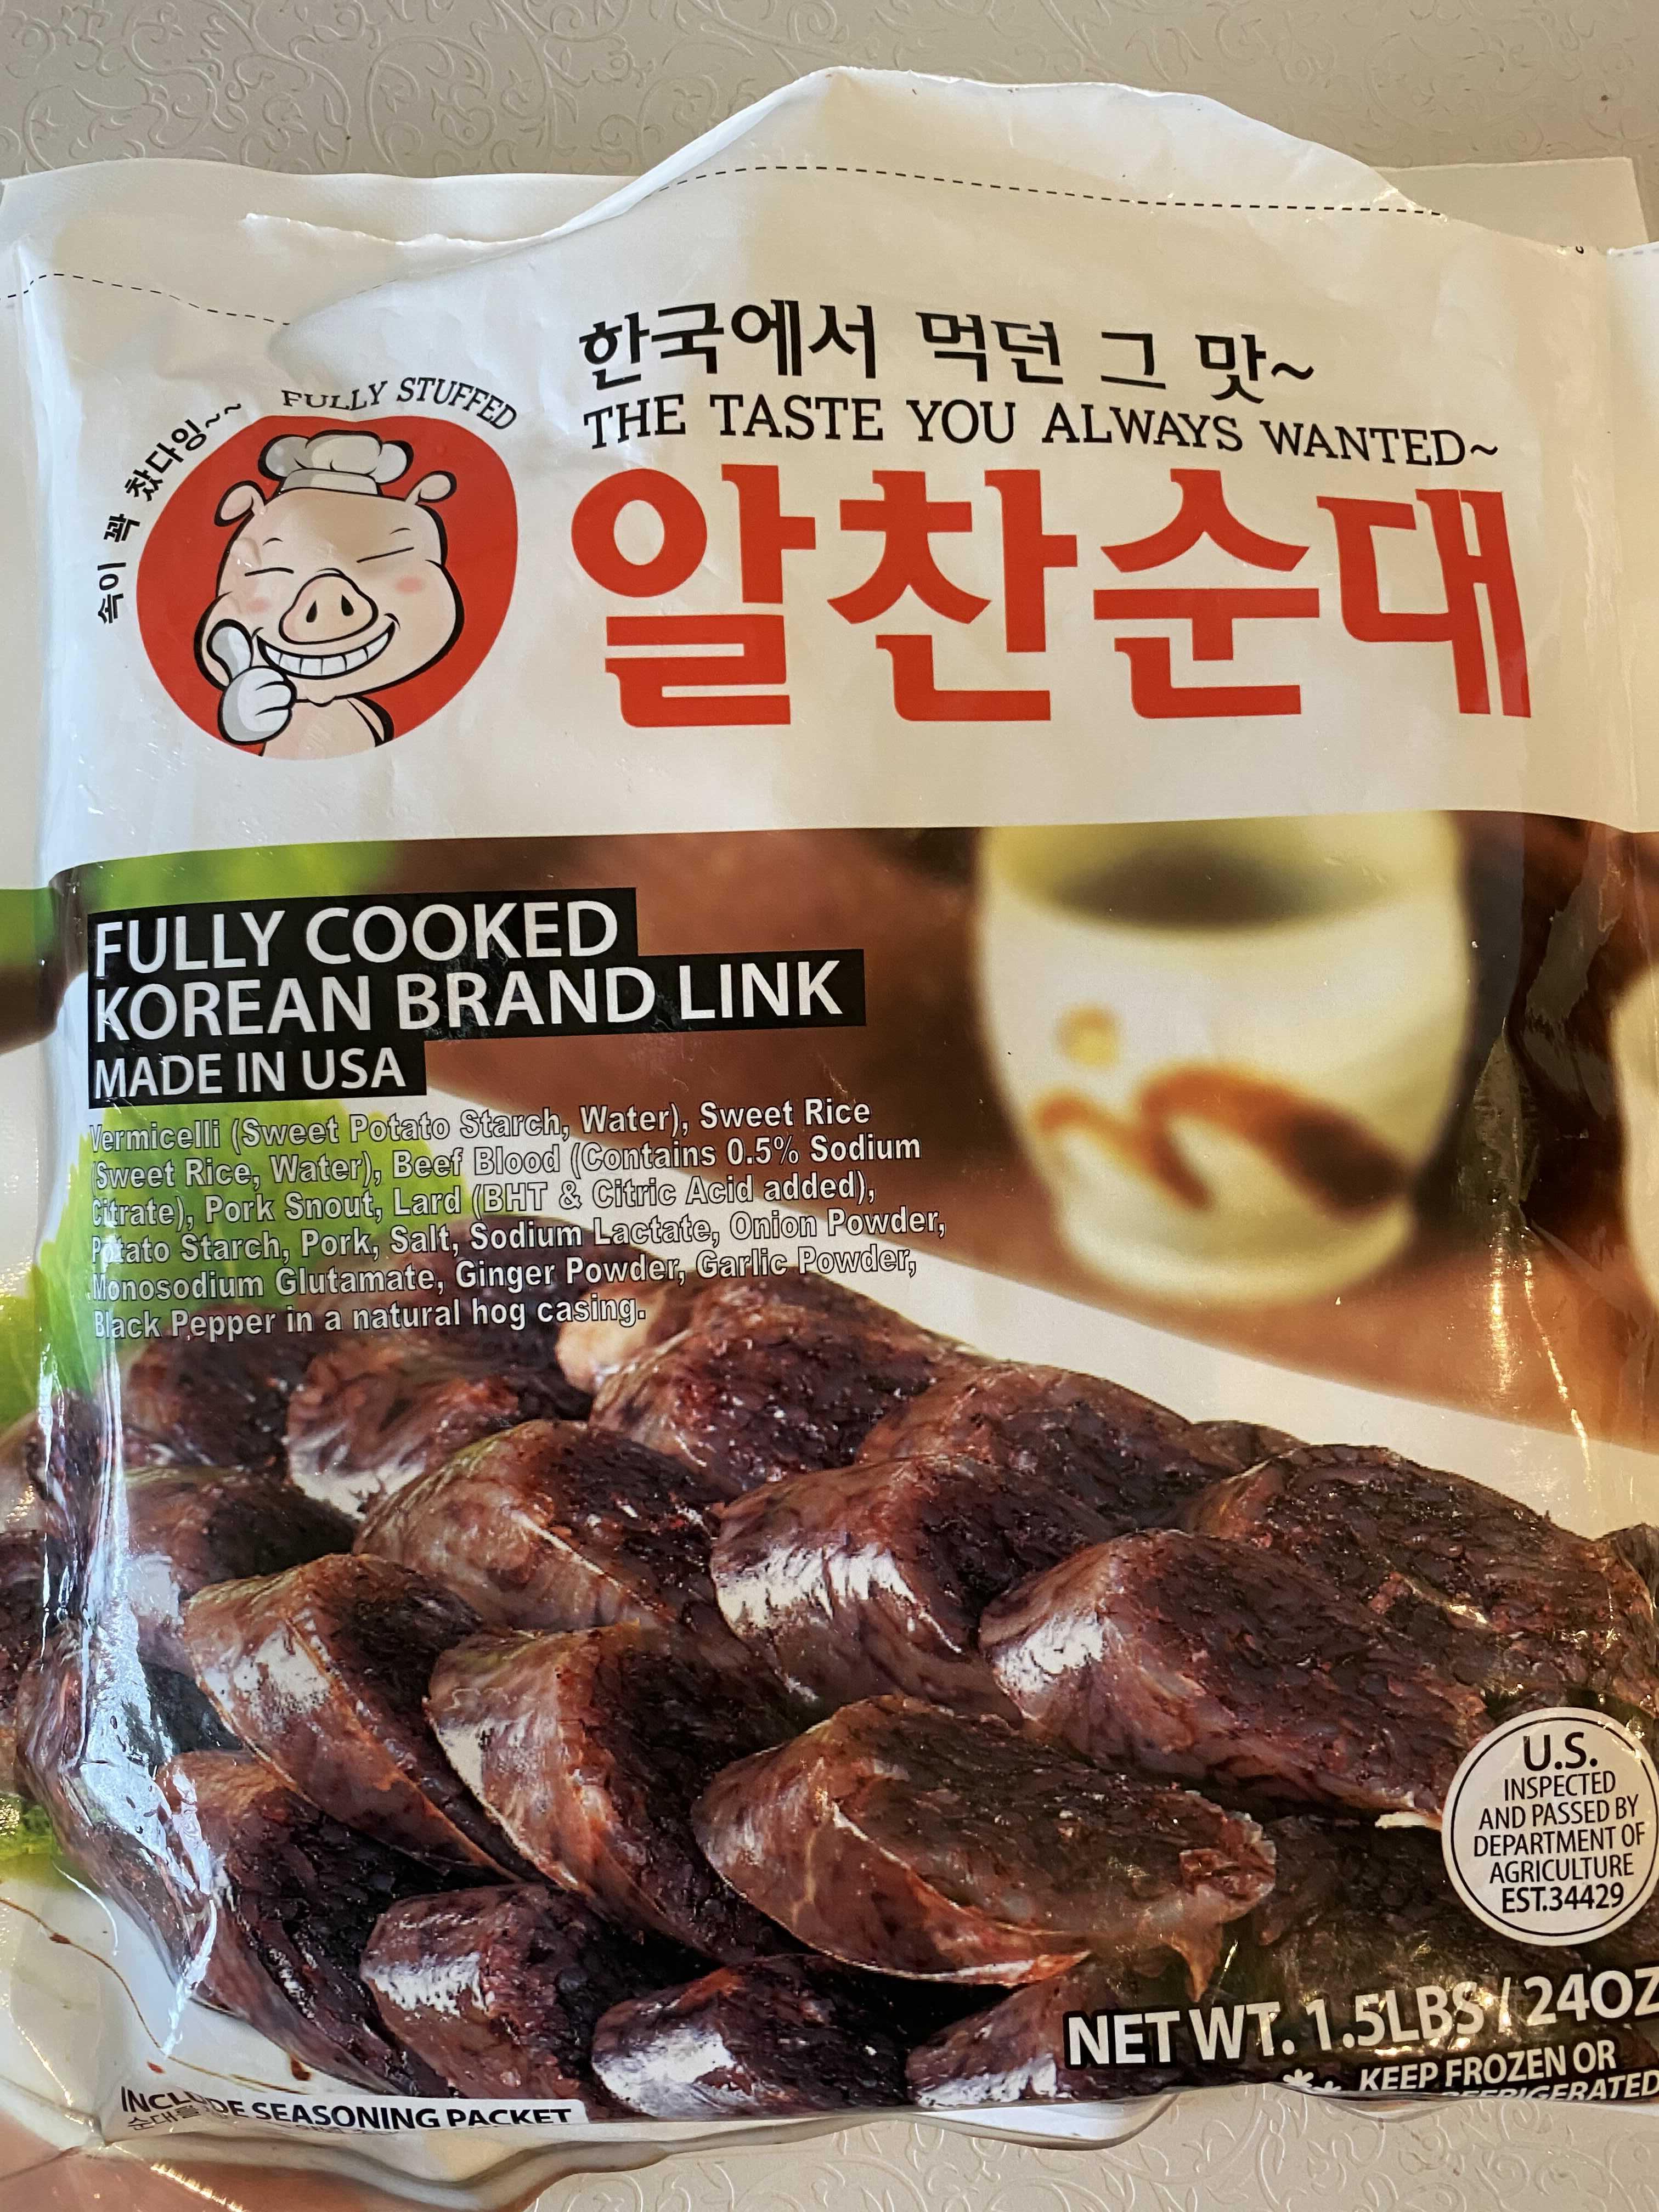 한국에서 먹던 그 맛~
THE TASTE YOU ALWAYS WANTED~
알찬순대
속이 꽉 찼다잉~~
FULLY STUFFED
FULLY COOKED
KOREAN BRAND LINK
MADE IN USA
Vermicelli (Sweet Potato Starch, Water), Sweet Rice
(Sweet Rice, Water), Beef Blood (Contains 0.5% Sodium
Citrate), Pork Snout, Lard (BHT & Citric Acid added),
Potato Starch, Pork, Salt, Sodium Lactate, Onion Powder,
Monosodium Glutamate, Ginger Powder, Garlic Powder,
Black Pepper in a natural hog casing.
U.S.
INSPECTED
AND PASSED BY
DEPARTMENT OF
AGRICULTURE
EST.34429
NET WT. 1.5LBS / 24OZ
KEEP FROZEN OR
REFRIGERATED
INCLUDE SEASONING PACKET